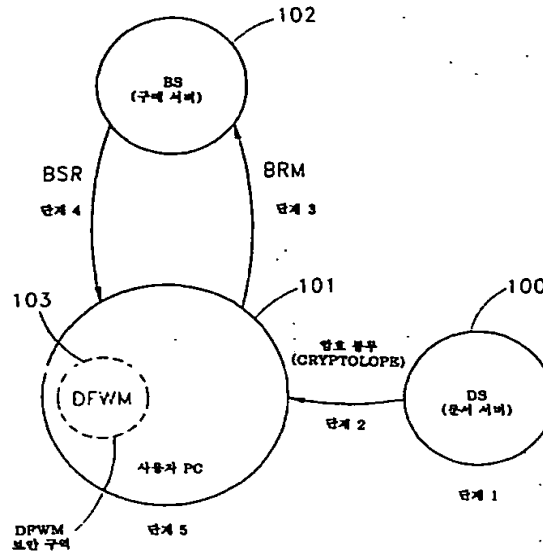 102
BS
(구매 서버)
BSR
BRM
단계 4
단계 3
103
101
100
암호 봉투
(CRYPTOLOPE)
DFWM
DS
(문서 서버)
단계 2
사용자 PC
단계 1
DFWM
보안 구역
단계 5